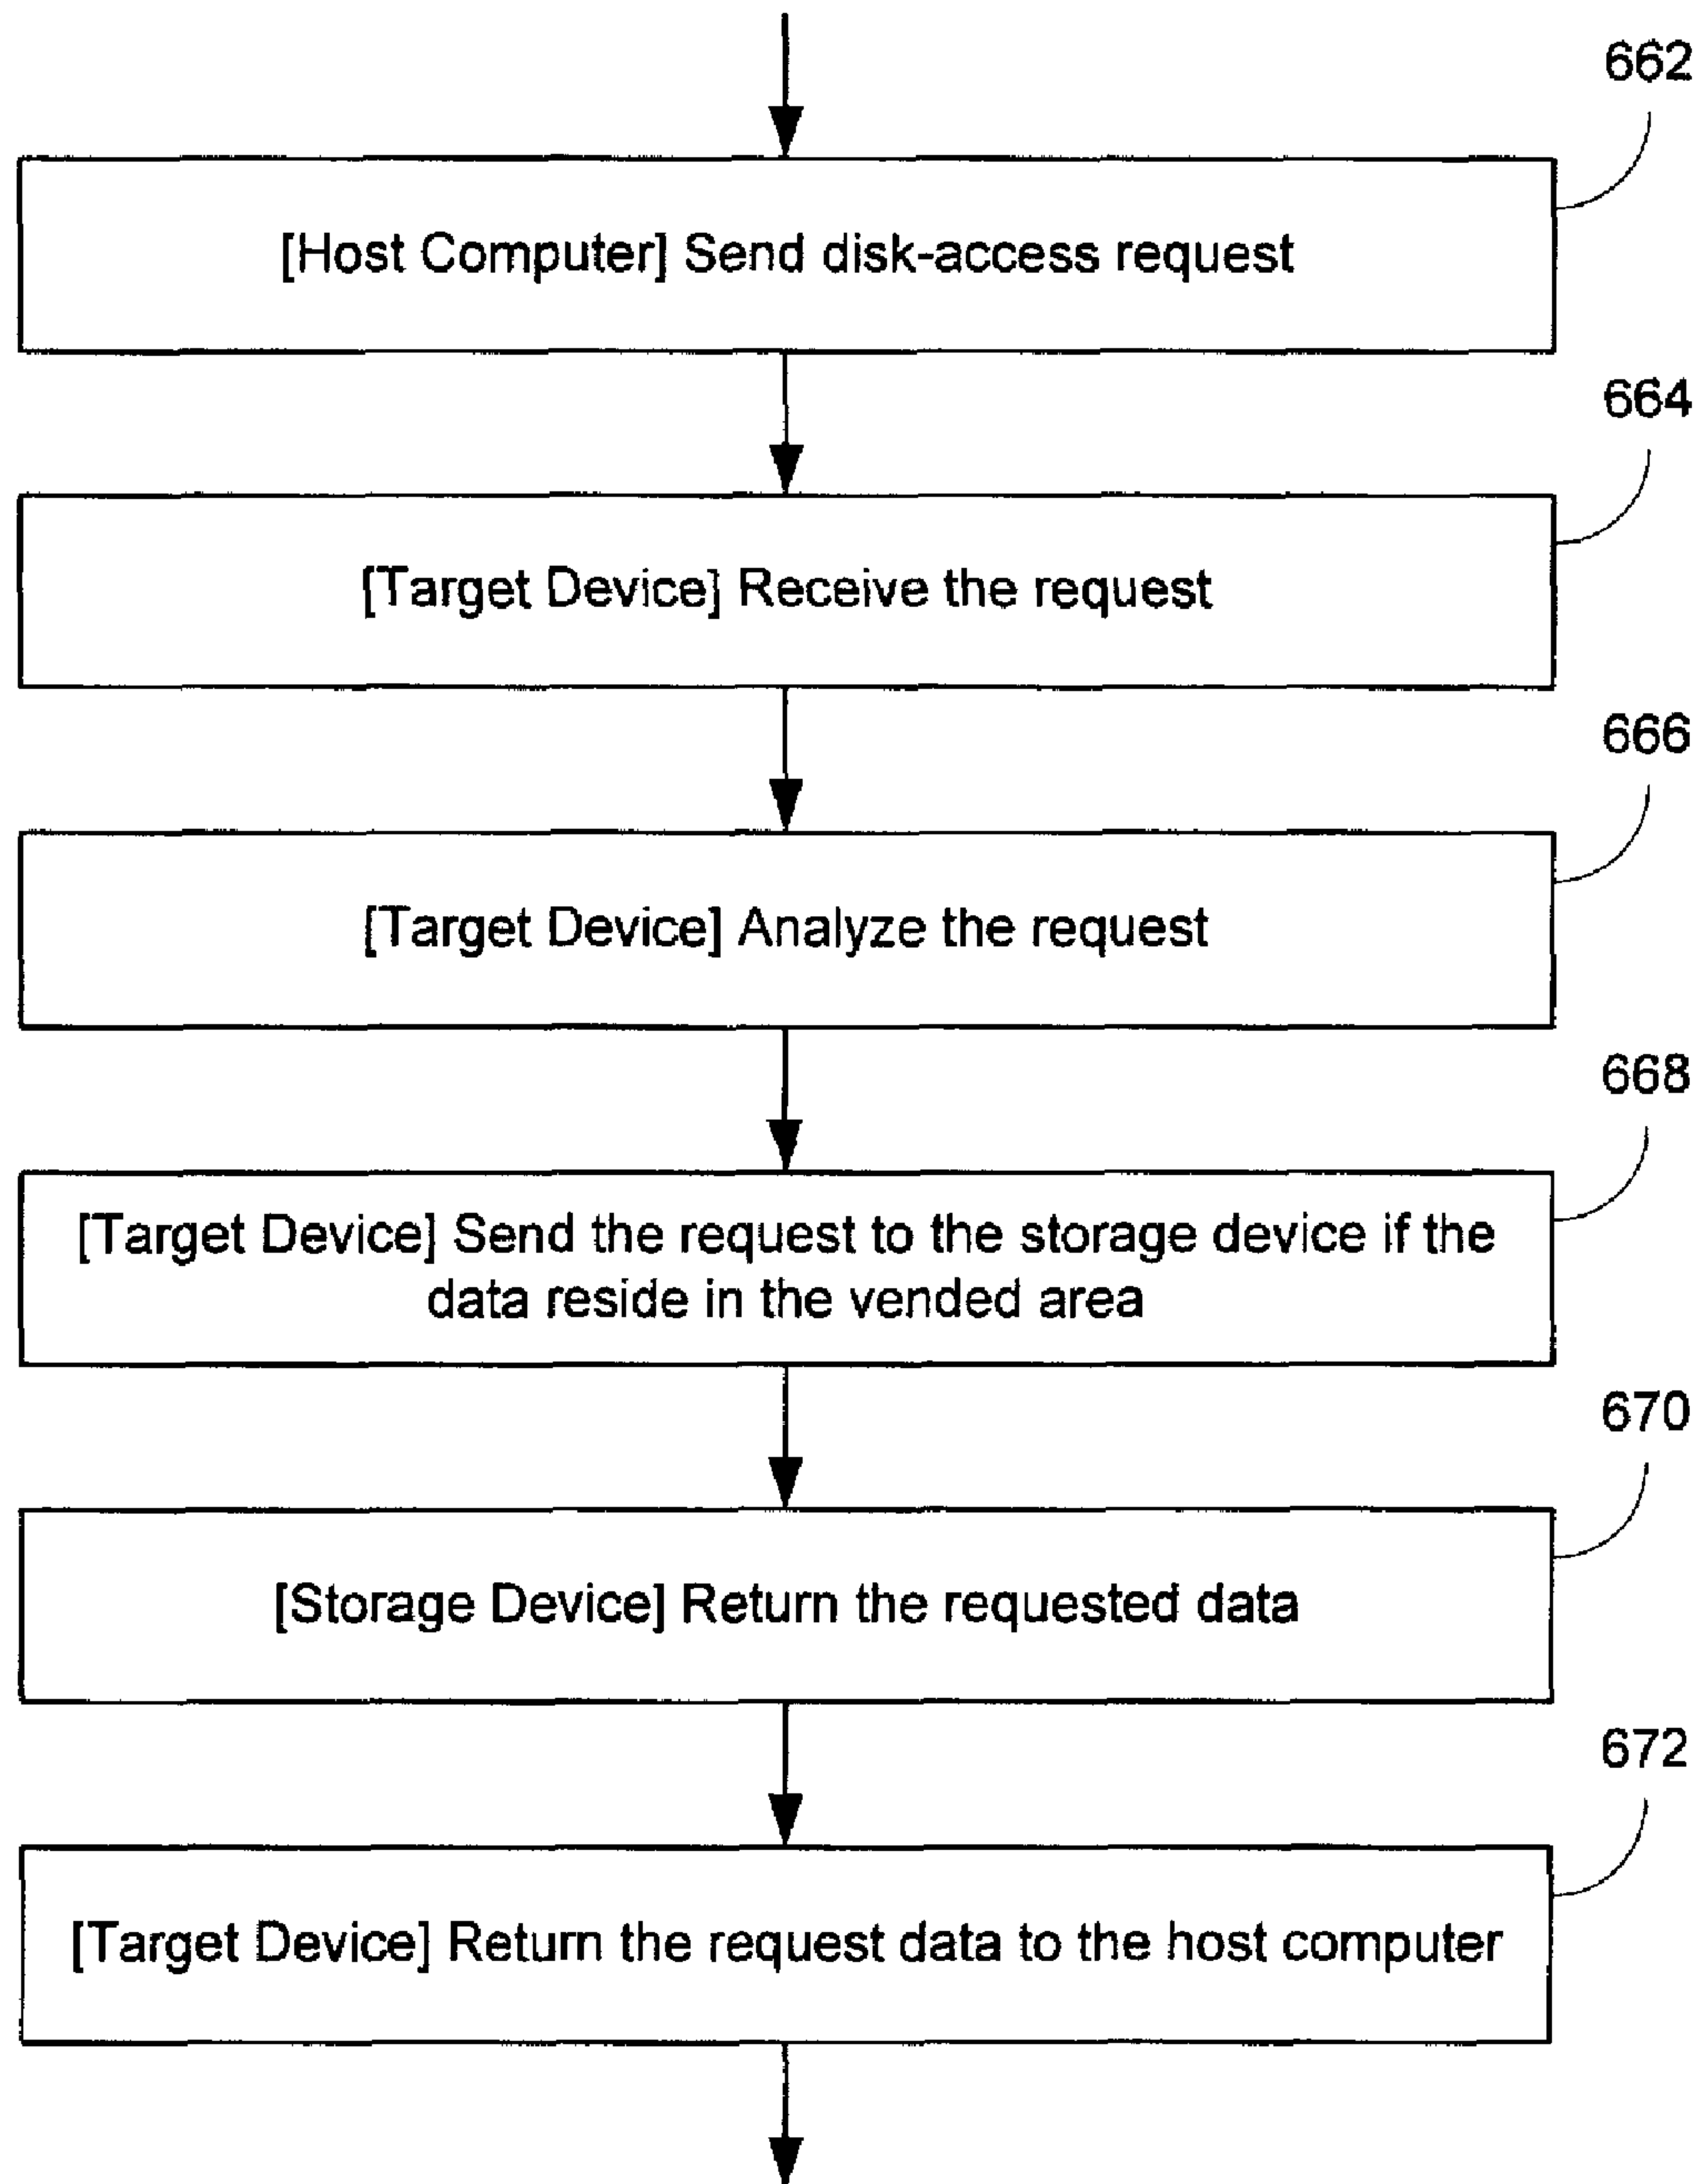 662
[Host Computer] Send disk-access request
664
[Target Device] Receive the request
666
[Target Device] Analyze the request
668
[Target Device] Send the request to the storage device if the
data reside in the vended area
670
[Storage Device] Return the requested data
672
[Target Device] Return the request data to the host computer